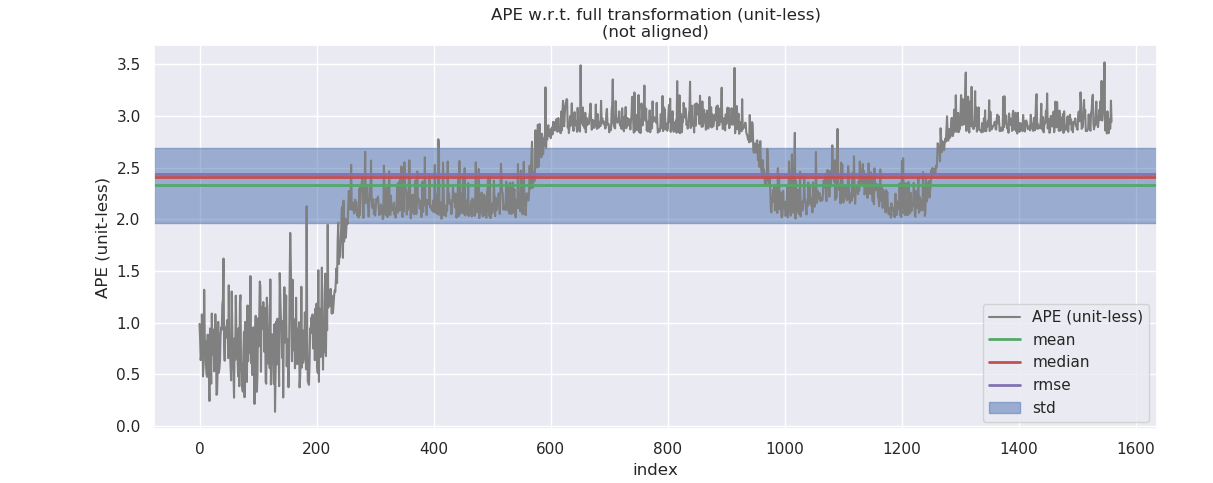 APE w.r.t. full transformation (unit-less)
(not aligned)
APE (unit-less)
3.5
3.0
2.5
2.0
1.5
1.0
0.5
0.0
0
200
400
600
800
1000
1200
1400
1600
index
APE (unit-less)
mean
median
rmse
std